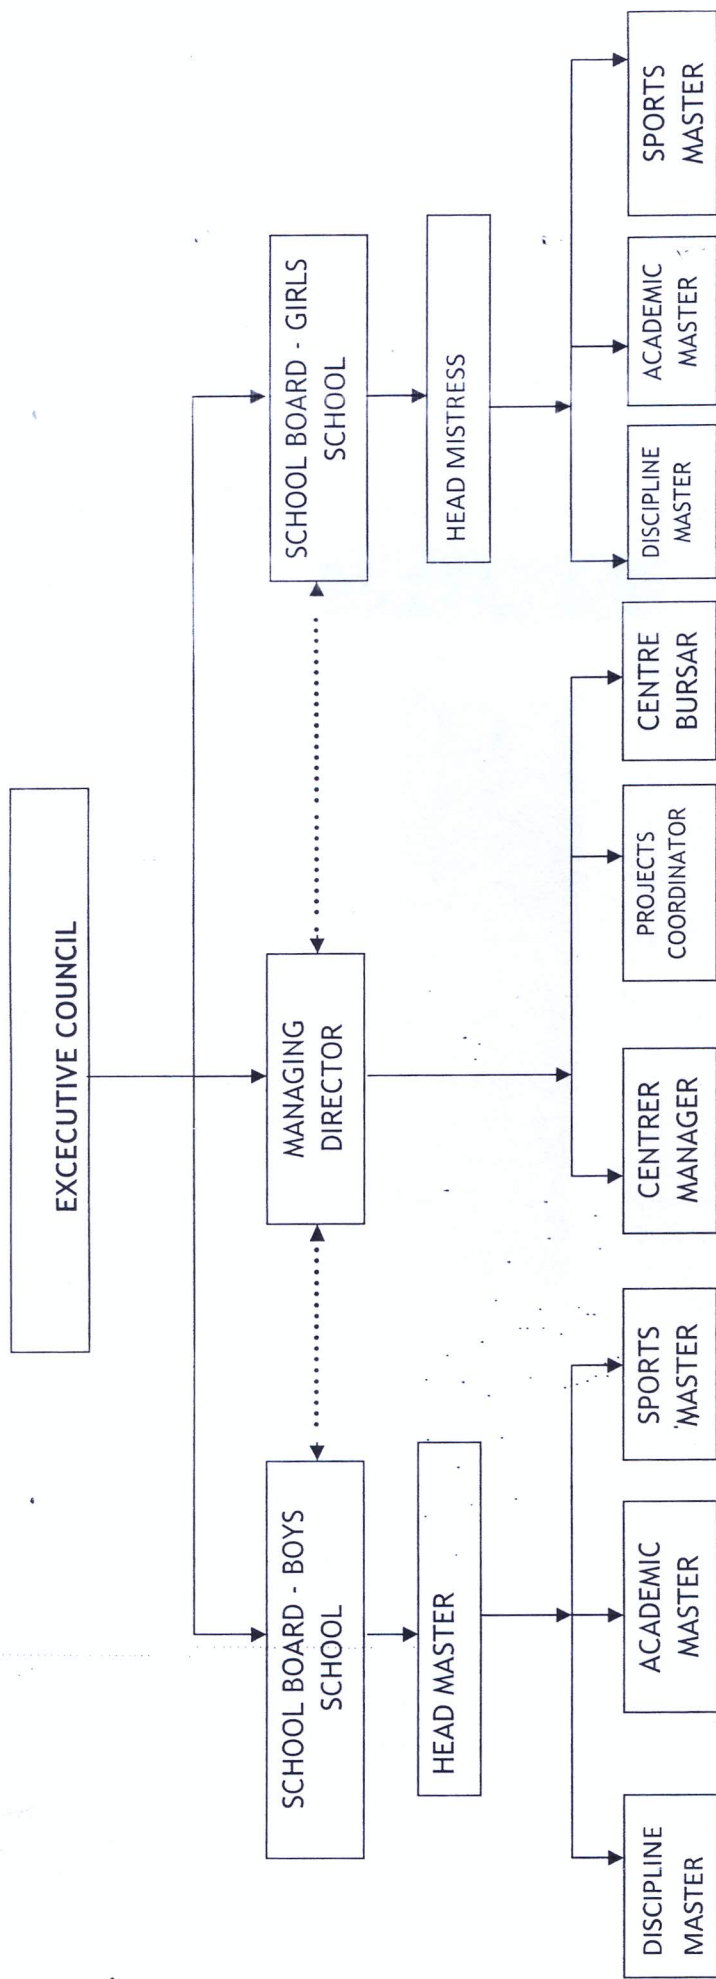 EXCECUTIVE COUNCIL
SCHOOL BOARD - BOYS
SCHOOL
MANAGING
DIRECTOR
SCHOOL BOARD - GIRLS
SCHOOL
HEAD MASTER
HEAD MISTRESS
DISCIPLINE
MASTER
ACADEMIC
MASTER
SPORTS
MASTER
CENTRER
MANAGER
PROJECTS
COORDINATOR
CENTRE
BURSAR
DISCIPLINE
MASTER
ACADEMIC
MASTER
SPORTS
MASTER